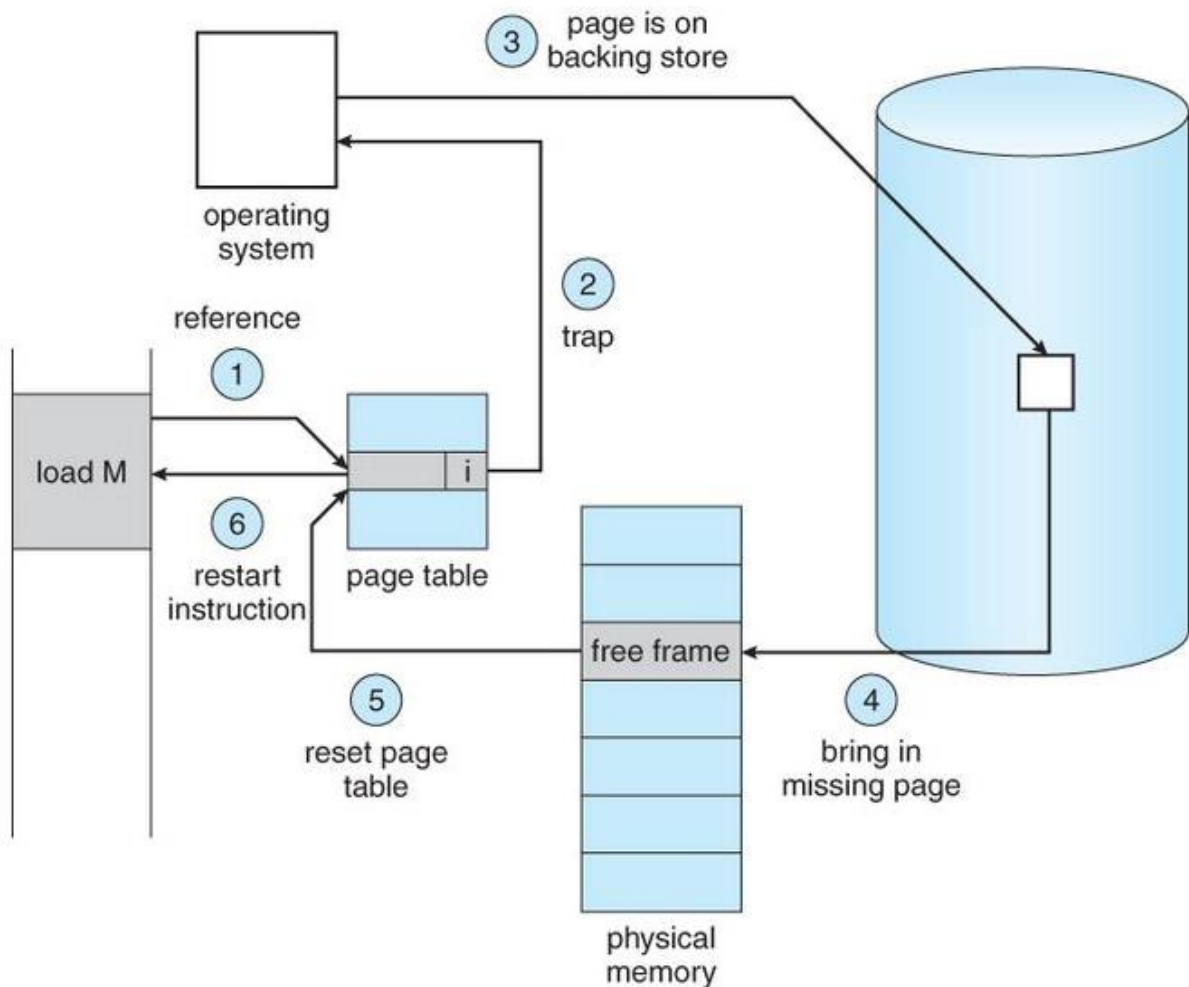 3
page is on
backing store
operating
system
reference
1
2
trap
load M
i
6
restart
instruction
page table
free frame
5
reset page
table
4
bring in
missing page
physical
memory